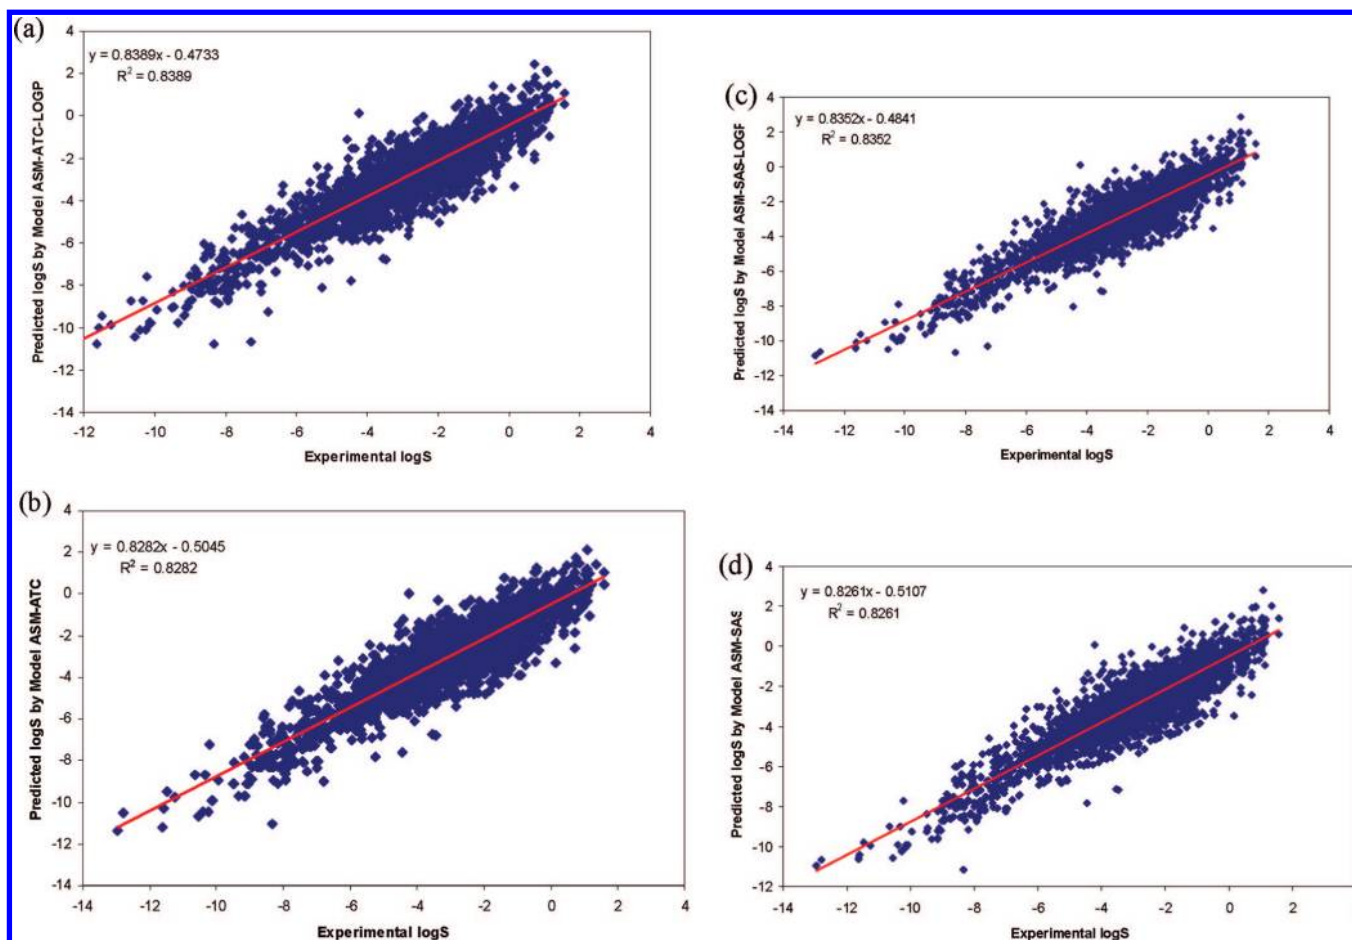 (a)
4
y = 0.8389x - 0.4733
R² = 0.8389
2
0
-2
-4
-6
-8
-10
-12
-14
Predicted logS by Model ASM-ATC-LOGP
-12 -10 -8 -6 -4 -2 0 2 4
Experimental logS
(c)
4
y = 0.8352x - 0.4841
R² = 0.8352
2
0
-2
-4
-6
-8
-10
-12
-14
Predicted logS by Model ASM-SAS-LOGP
-14 -12 -10 -8 -6 -4 -2 0 2 4
Experimental logS
(b)
4
y = 0.8282x - 0.5045
R² = 0.8282
2
0
-2
-4
-6
-8
-10
-12
-14
Predicted logS by Model ASM-ATC
-14 -12 -10 -8 -6 -4 -2 0 2 4
Experimental logS
(d)
4
y = 0.8261x - 0.5107
R² = 0.8261
2
0
-2
-4
-6
-8
-10
-12
Predicted logS by Model ASM-SAS
-14 -12 -10 -8 -6 -4 -2 0 2
Experimental logS